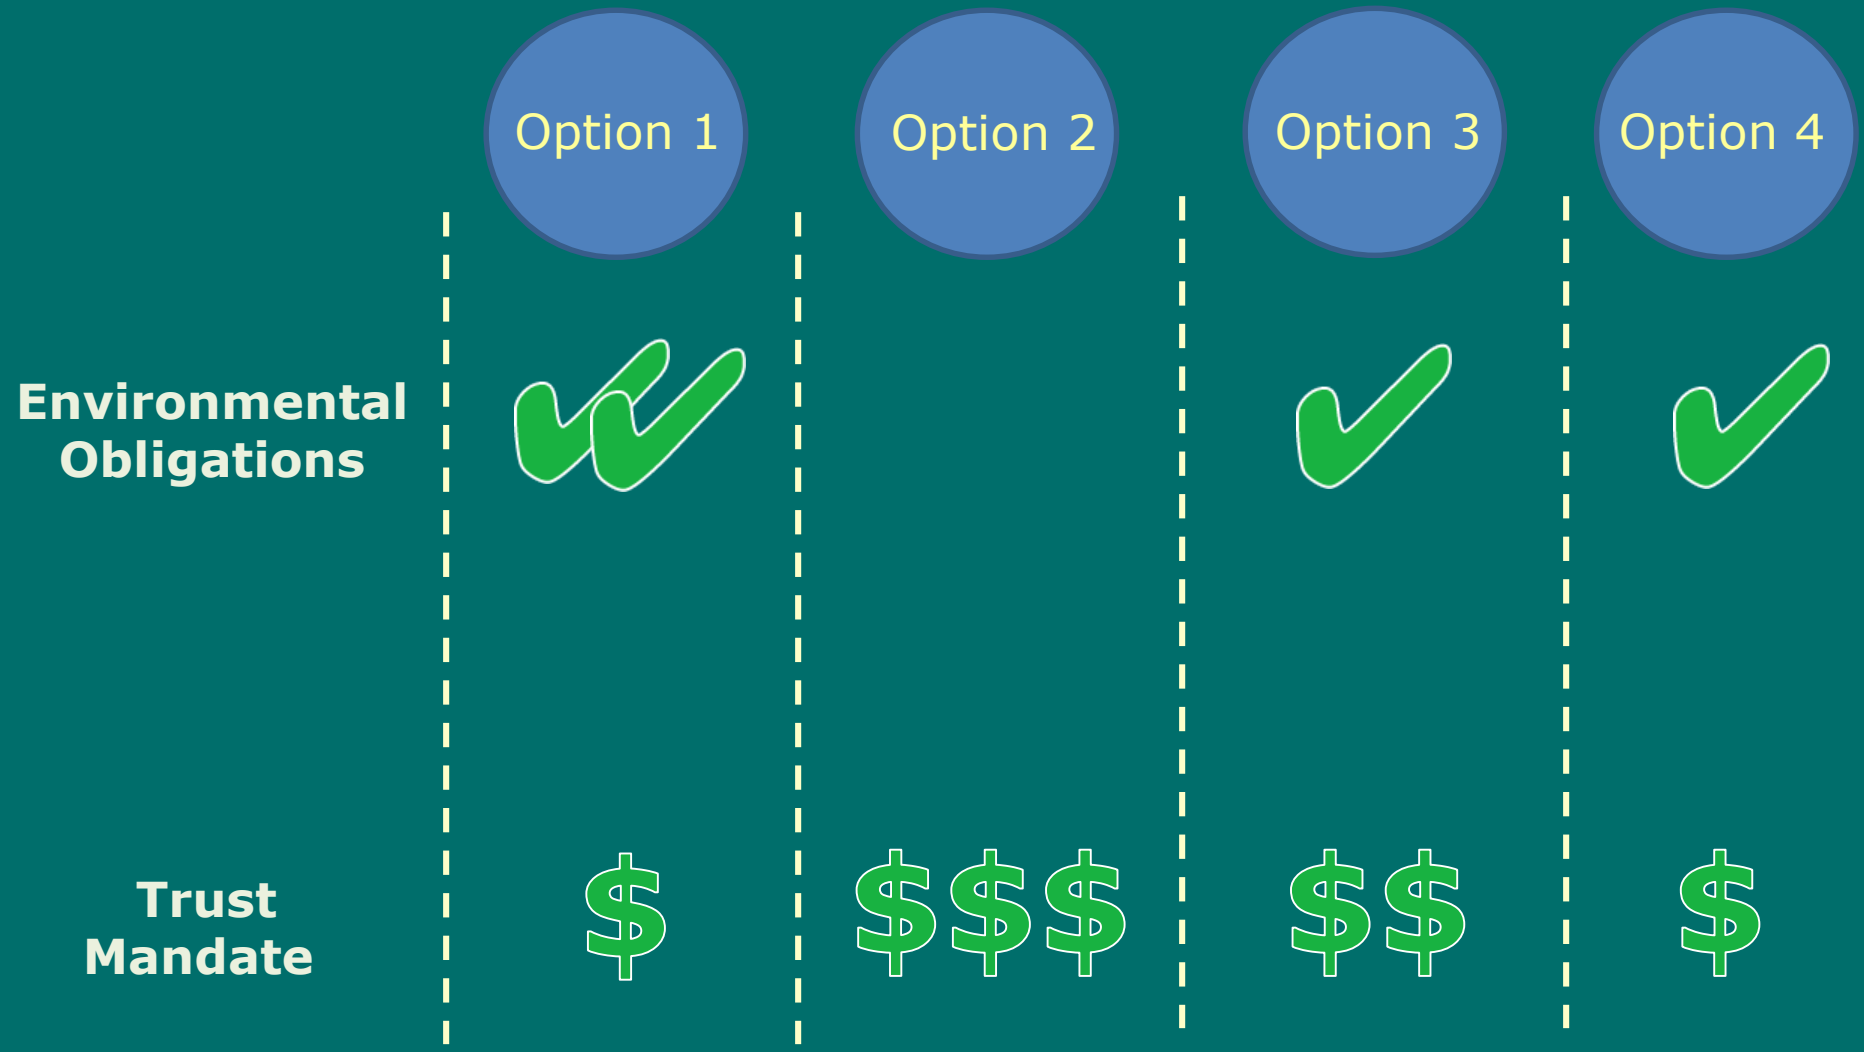 Option 1
Option 2
Option 3
Option 4
Environmental
Obligations
Trust
Mandate
$
$$$
$$
$